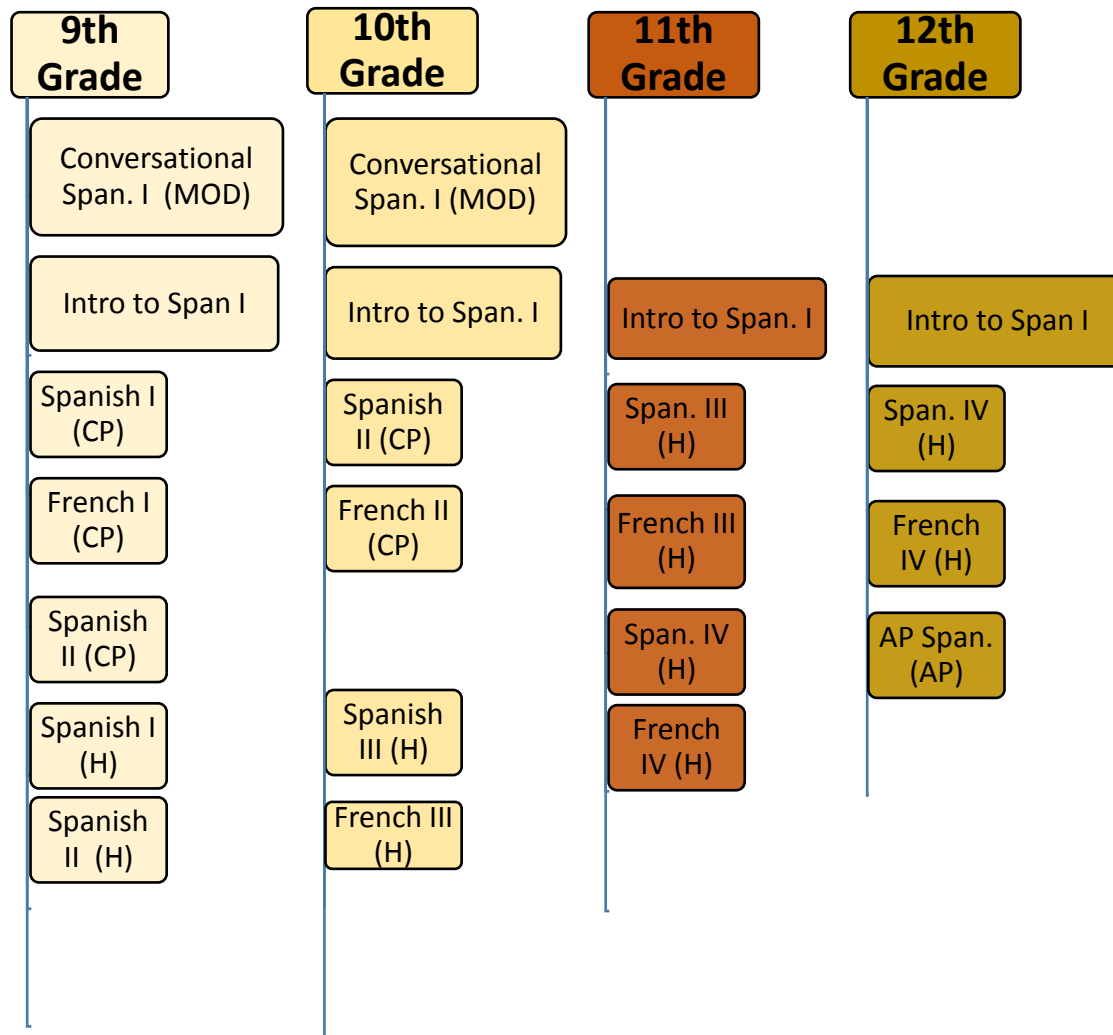 9th
Grade
Conversational
Span. I  (MOD)
Intro to Span I
Spanish I
(CP)
French I
(CP)
Spanish
II (CP)
Spanish I
(H)
Spanish
II  (H)
10th
Grade
Conversational
Span. I (MOD)
Intro to Span. I
Spanish
II (CP)
French II
(CP)
Spanish
III (H)
French III
(H)
11th
Grade
Intro to Span. I
Span. III
(H)
French III
(H)
Span. IV
(H)
French
IV (H)
12th
Grade
Intro to Span I
Span. IV
(H)
French
IV (H)
AP Span.
(AP)